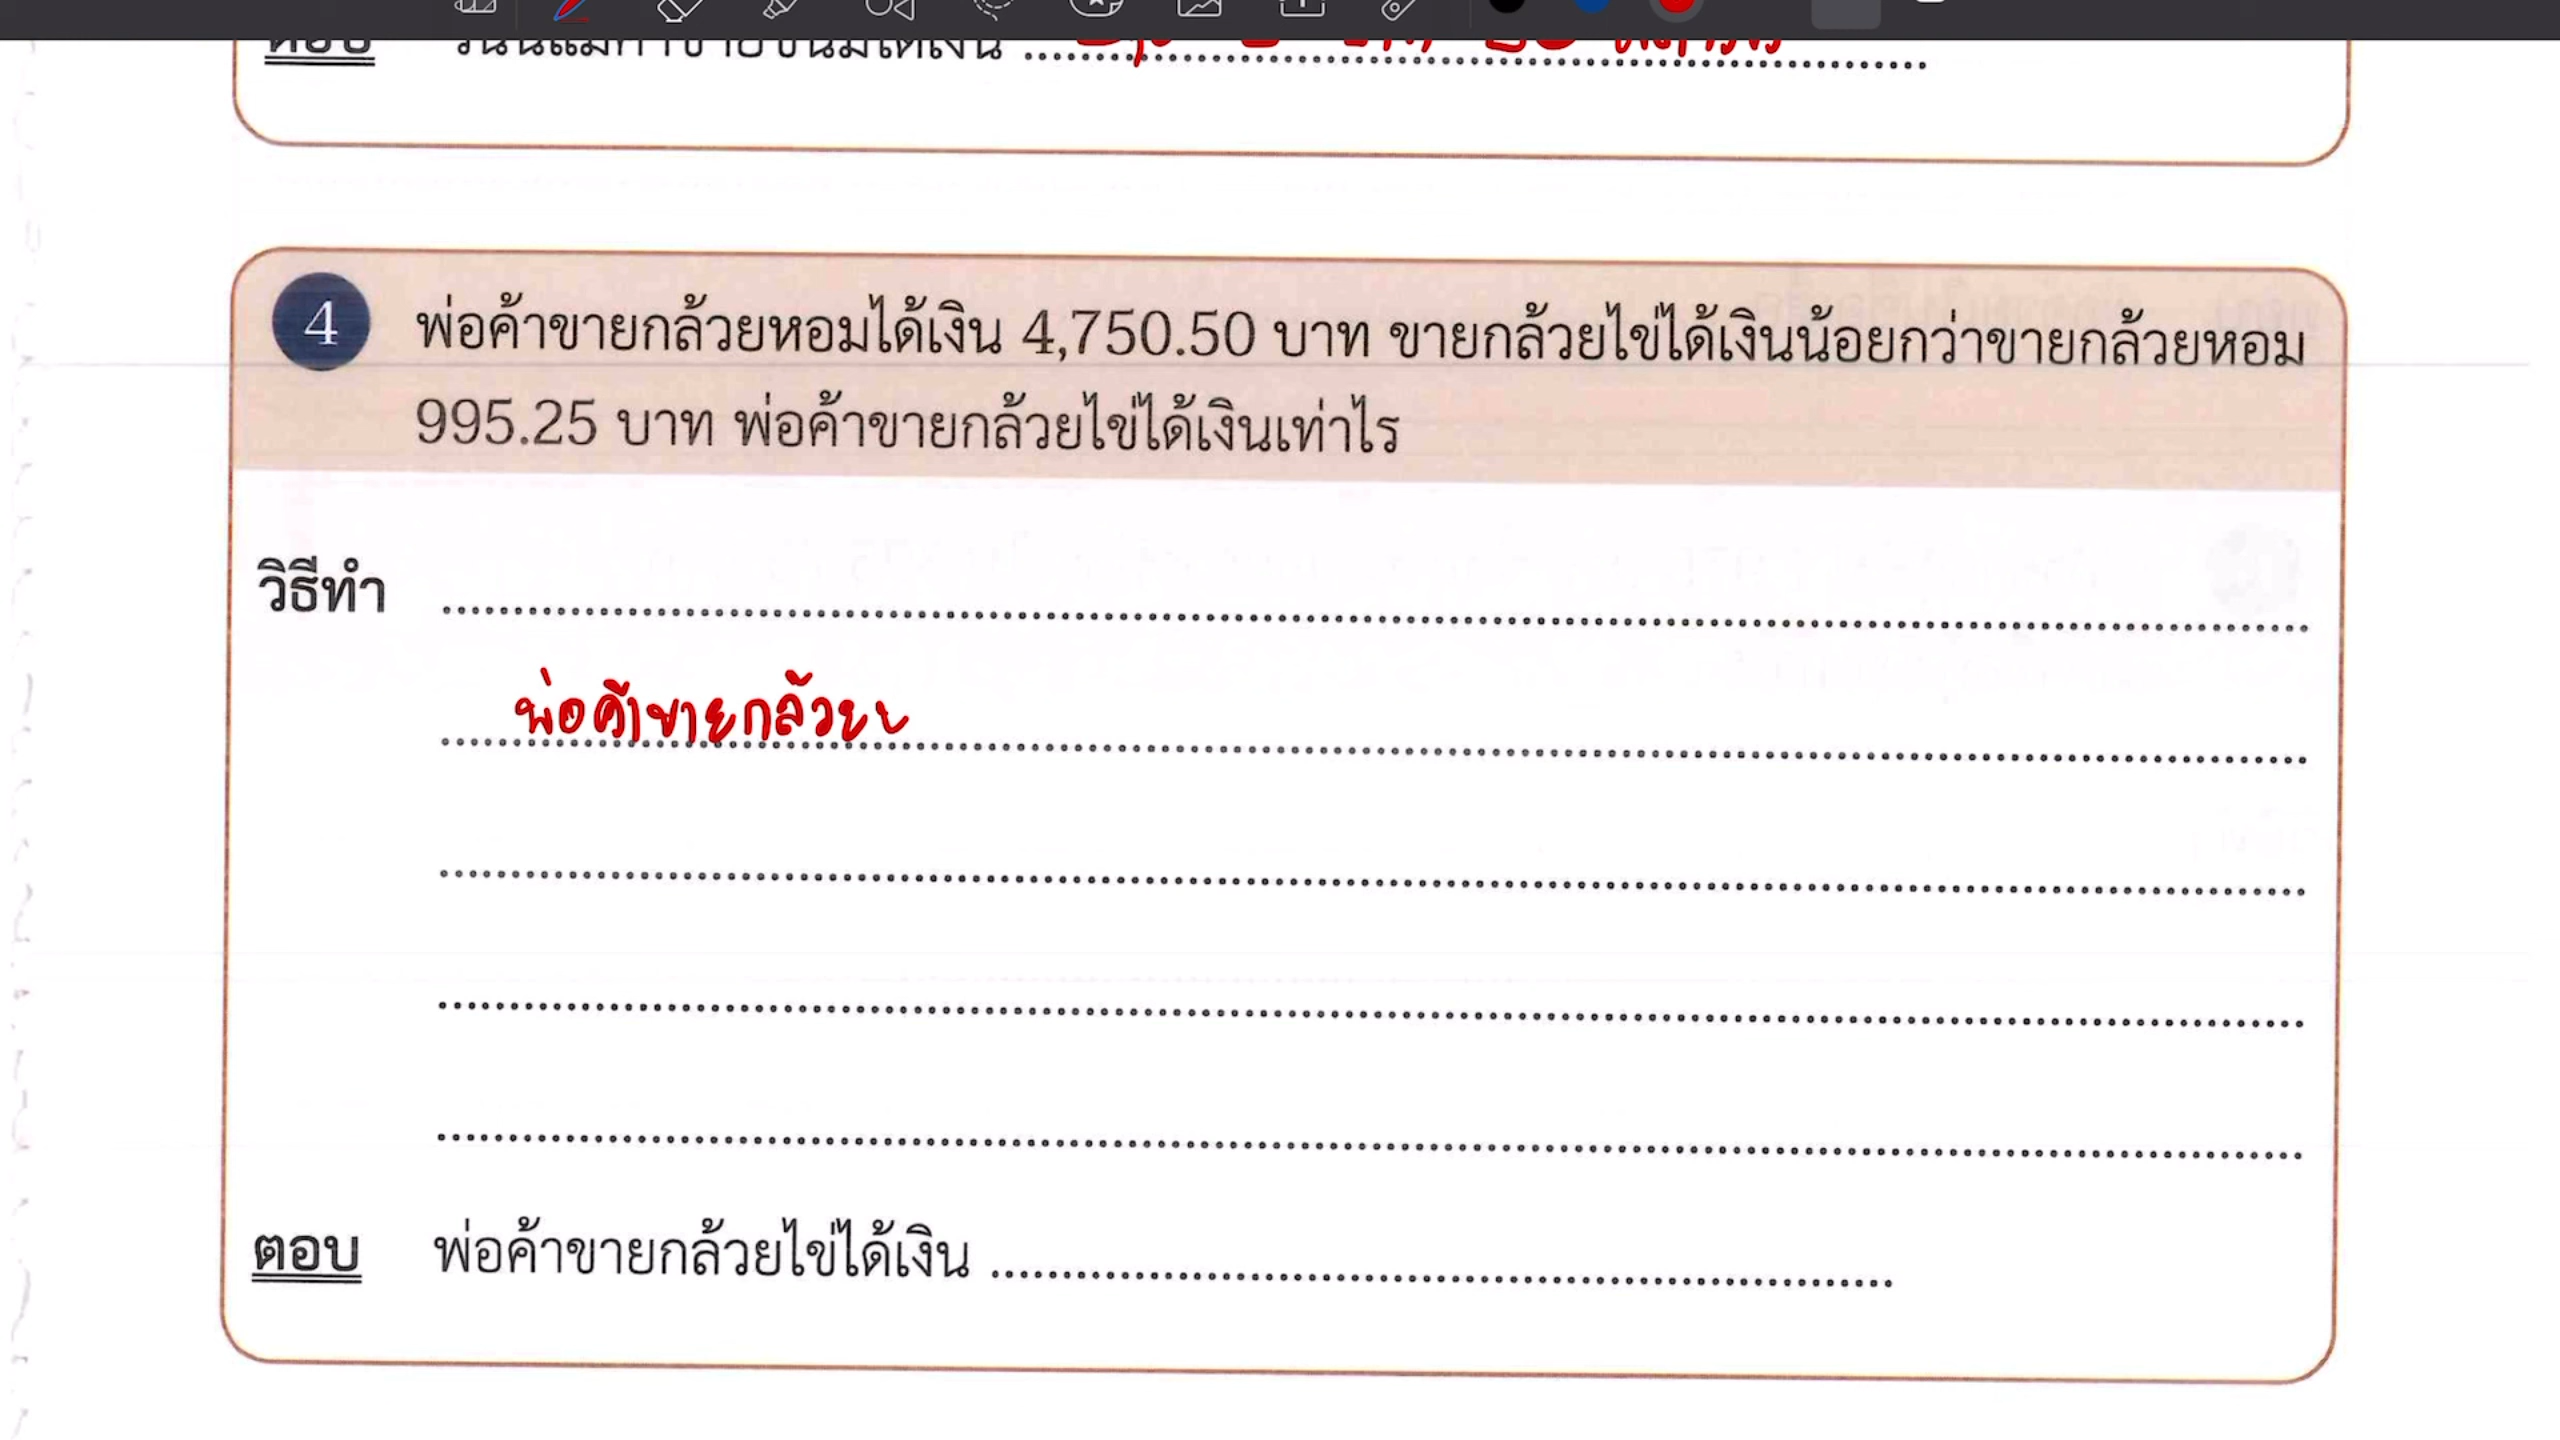 ตอบ
4 พ่อค้าขายกล้วยหอมได้เงิน 4,750.50 บาท ขายกล้วยไข่ได้เงินน้อยกว่าขายกล้วยหอม
995.25 บาท พ่อค้าขายกล้วยไข่ได้เงินเท่าไร
วิธีทำ
พ่อค้าขายกล้วย
ตอบ พ่อค้าขายกล้วยไข่ได้เงิน